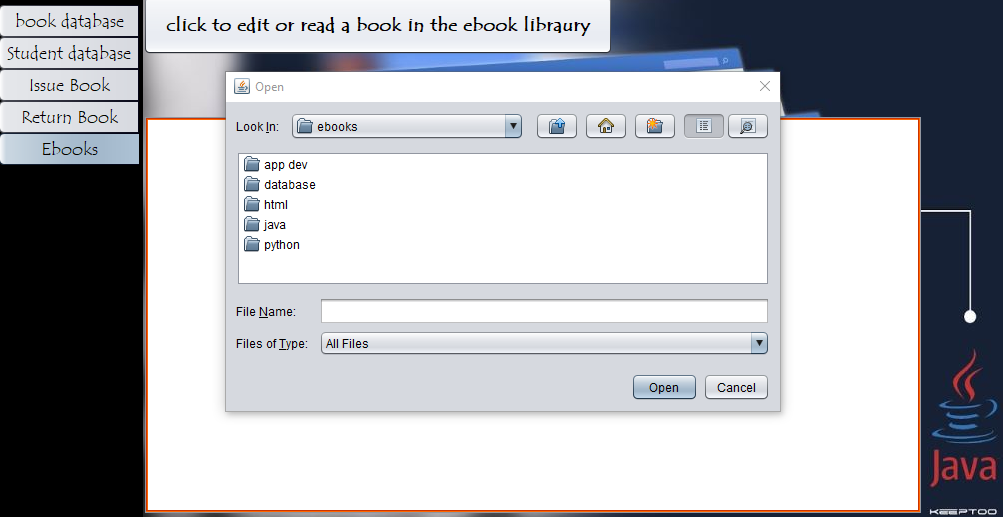 book database
Student database
Issue Book
Return Book
Ebooks
click to edit or read a book in the ebook libraury
Open
Look In:
ebooks
app dev
database
html
java
python
File Name:
Files of Type:
All Files
Open
Cancel
Java
KEEPTOO